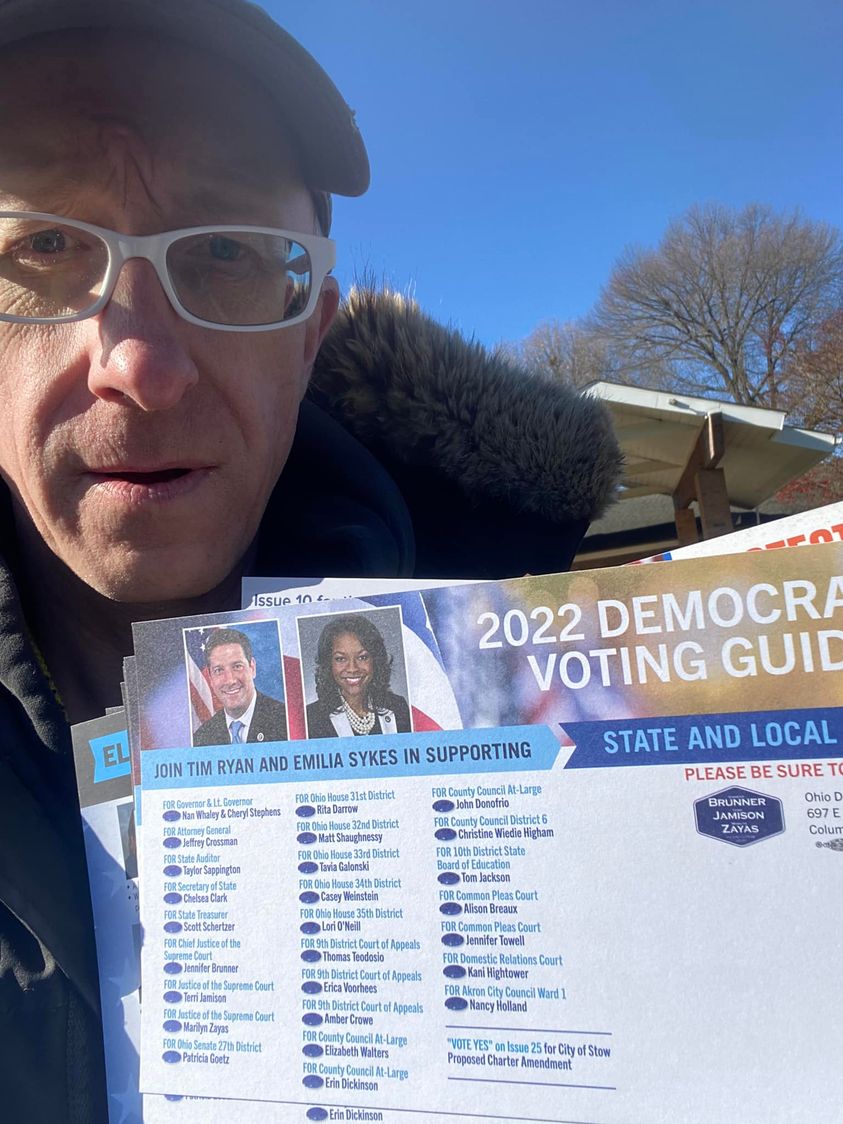 Issue 10 for
OTEST
2022 DEMOCRA
VOTING GUID
EL
JOIN TIM RYAN AND EMILIA SYKES IN SUPPORTING
STATE AND LOCAL
PLEASE BE SURE TO
FOR Governor & Lt. Governor
Nan Whaley & Cheryl Stephens
FOR Attorney General
Jeffrey Crossman
FOR State Auditor
Taylor Sappington
FOR Secretary of State
Chelsea Clark
FOR State Treasurer
Scott Schertzer
FOR Chief Justice of the
Supreme Court
Jennifer Brunner
FOR Justice of the Supreme Court
Terri Jamison
FOR Justice of the Supreme Court
Marilyn Zayas
FOR Ohio Senate 27th District
Patricia Goetz
FOR Ohio House 31st District
Rita Darrow
FOR Ohio House 32nd District
Matt Shaughnessy
FOR Ohio House 33rd District
Tavia Galonski
FOR Ohio House 34th District
Casey Weinstein
FOR Ohio House 35th District
Lori O'Neill
FOR 9th District Court of Appeals
Thomas Teodosio
FOR 9th District Court of Appeals
Erica Voorhees
FOR 9th District Court of Appeals
Amber Crowe
FOR County Council At-Large
Elizabeth Walters
FOR County Council At-Large
Erin Dickinson
FOR County Council At-Large
John Donofrio
FOR County Council District 6
Christine Wiedie Higham
FOR 10th District State
Board of Education
Tom Jackson
FOR Common Pleas Court
Alison Breaux
FOR Common Pleas Court
Jennifer Towell
FOR Domestic Relations Court
Kani Hightower
FOR Akron City Council Ward 1
Nancy Holland
"VOTE YES" on Issue 25 for City of Stow
Proposed Charter Amendment
BRUNNER
JAMISON
ZAYAS
Ohio D
697 E
Colum
Erin Dickinson